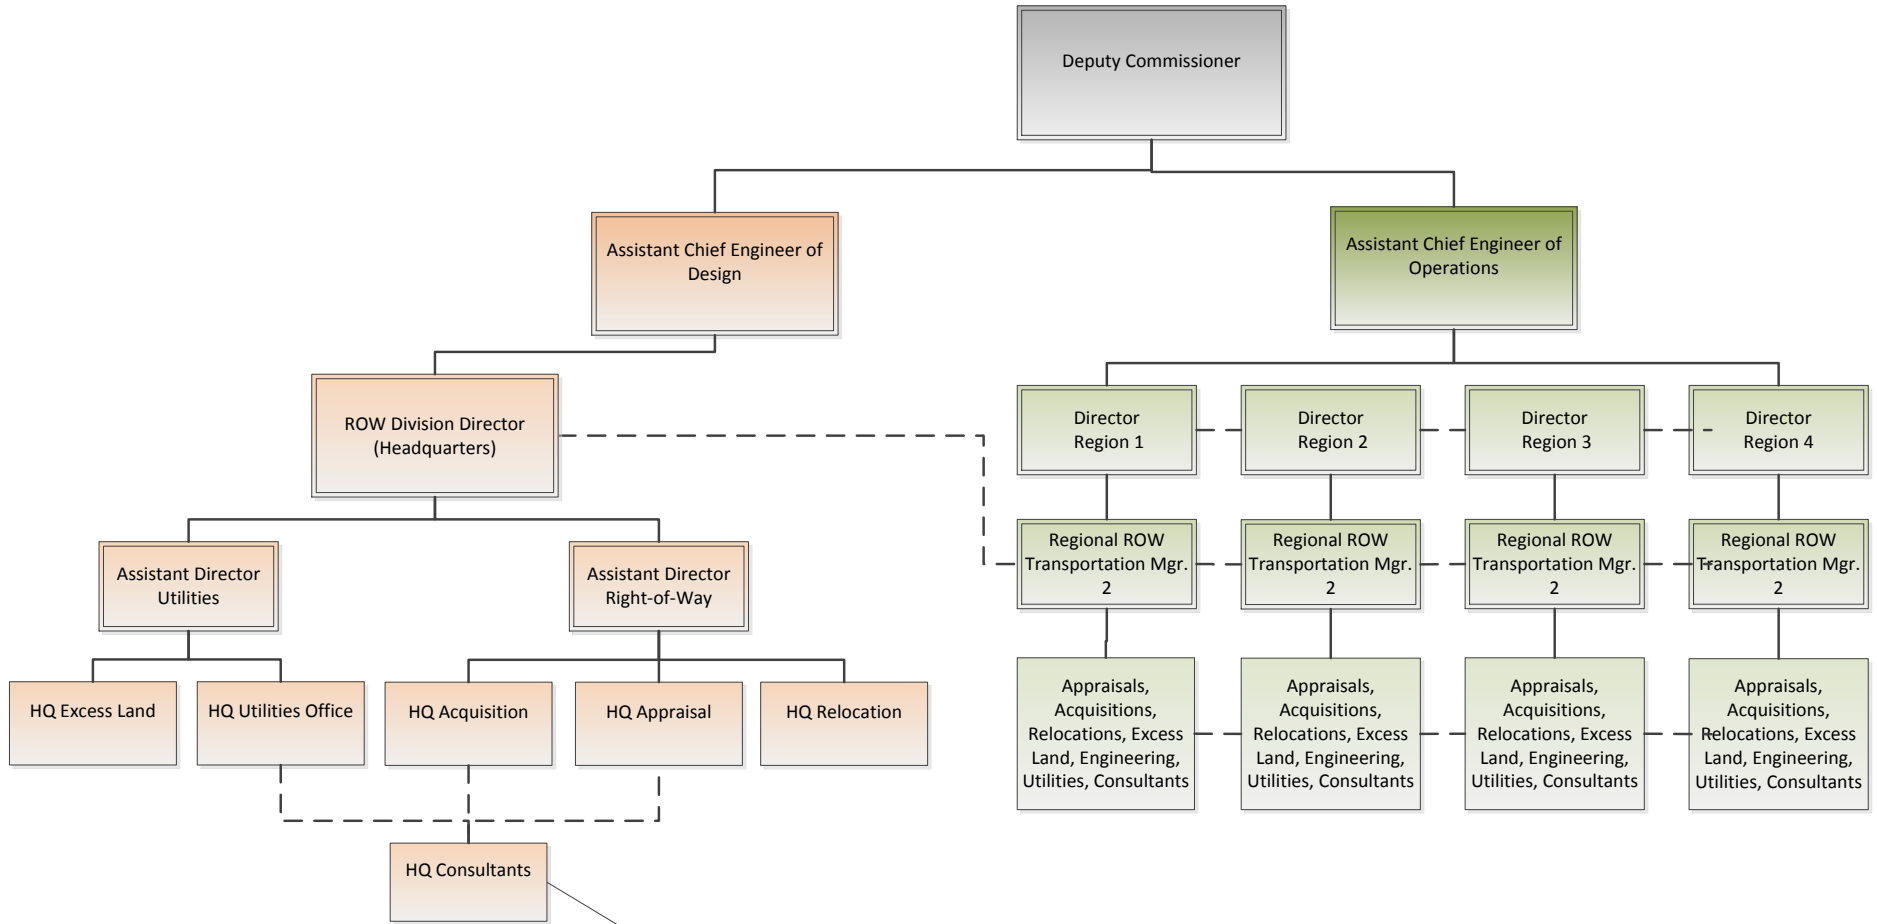 Deputy Commissioner
Assistant Chief Engineer of
Design
Assistant Chief Engineer of
Operations
ROW Division Director
(Headquarters)
Director
Region 1
Director
Region 2
Director
Region 3
Director
Region 4
Regional ROW
Transportation Mgr.
2
Regional ROW
Transportation Mgr.
2
Regional ROW
Transportation Mgr.
2
Regional ROW
Transportation Mgr.
2
Assistant Director
Utilities
Assistant Director
Right-of-Way
HQ Excess Land
HQ Utilities Office
HQ Acquisition
HQ Appraisal
HQ Relocation
Appraisals,
Acquisitions,
Relocations, Excess
Land, Engineering,
Utilities, Consultants
Appraisals,
Acquisitions,
Relocations, Excess
Land, Engineering,
Utilities, Consultants
Appraisals,
Acquisitions,
Relocations, Excess
Land, Engineering,
Utilities, Consultants
Appraisals,
Acquisitions,
Relocations, Excess
Land, Engineering,
Utilities, Consultants
HQ Consultants